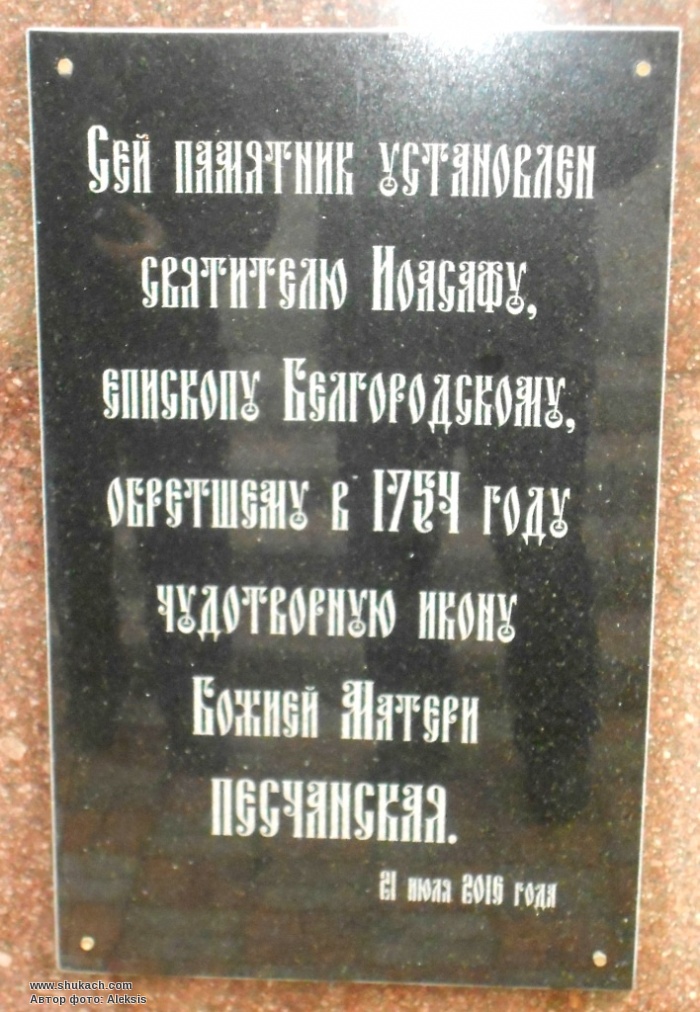 Сей памятник установлен
святителю Иоасафу,
епископу Белгородскому,
обретшему в 1754 году
чудотворную икону
Божией Матери
ПЕСЧАНСКАЯ.
21 июля 2016 года
www.shukach.com
Автор фото: Aleksis